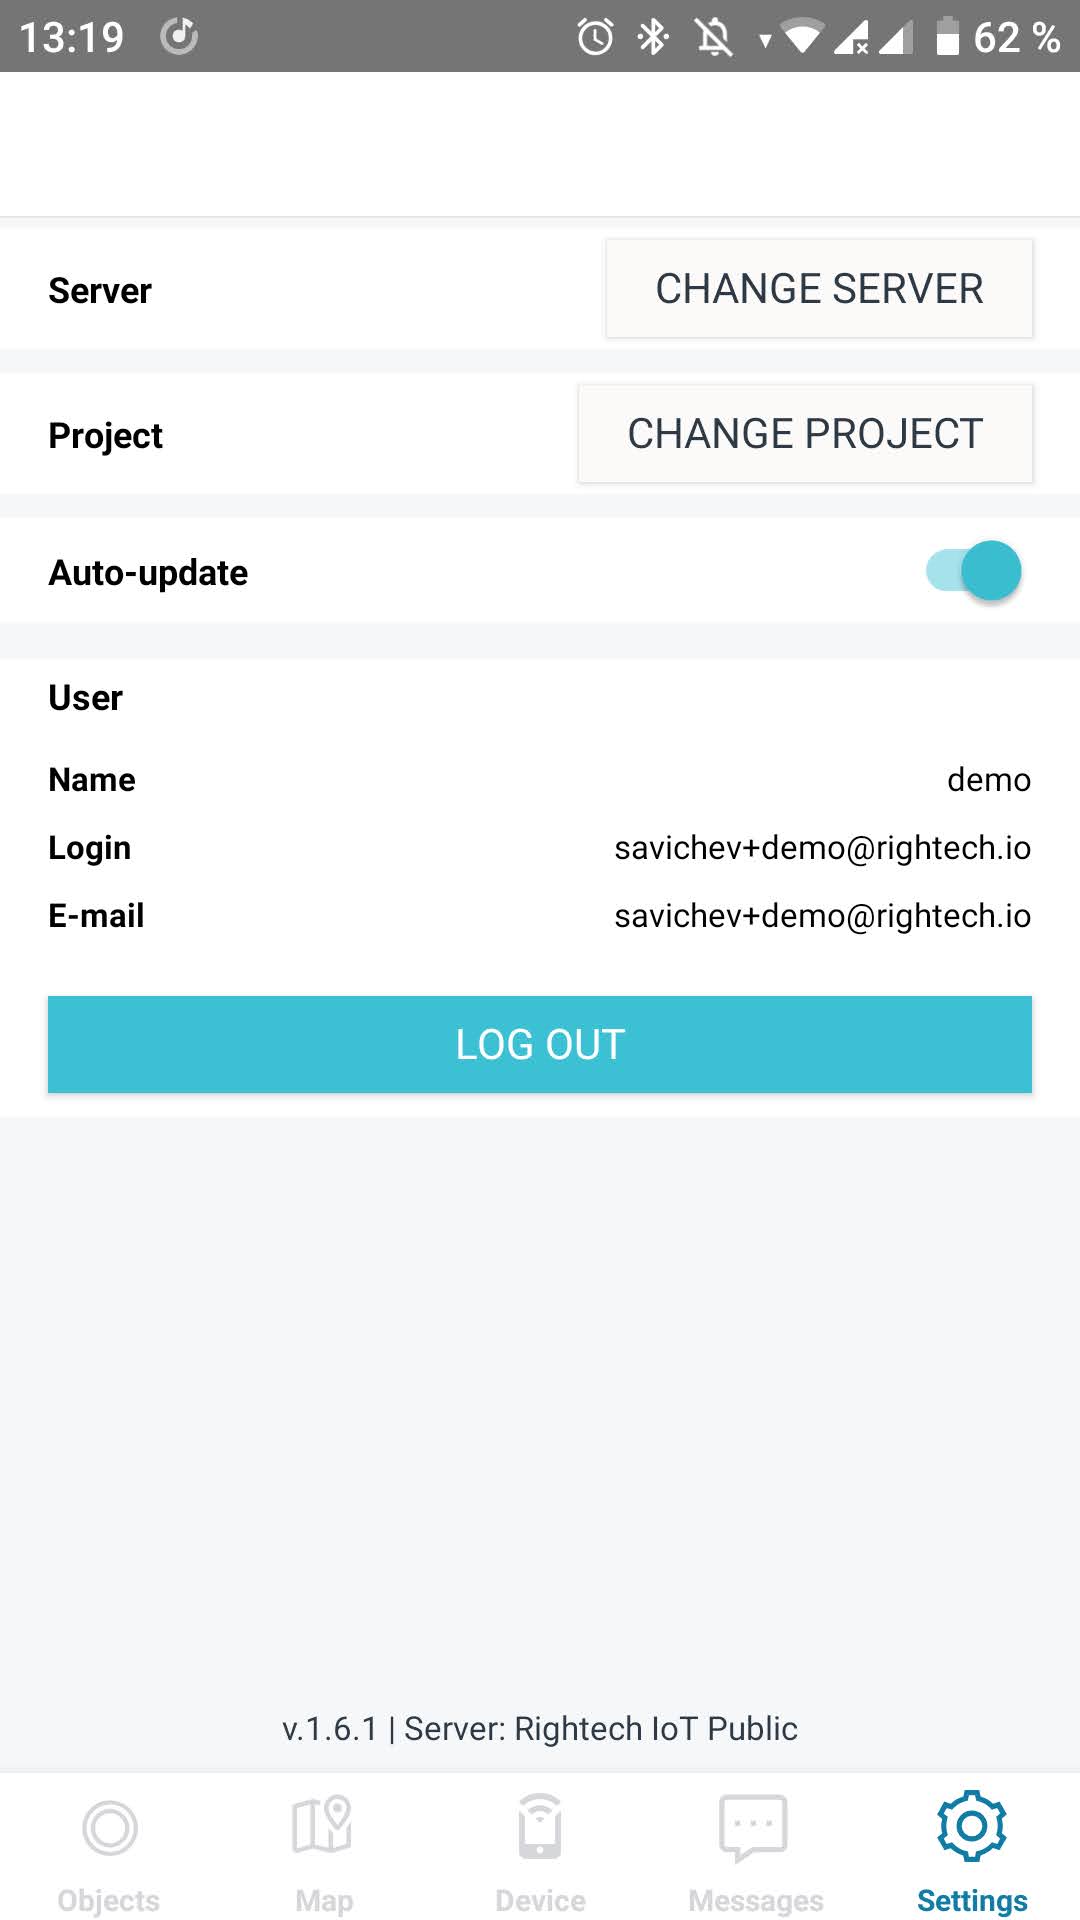 13:19 62 %
Server CHANGE SERVER
Project CHANGE PROJECT
Auto-update
User
Name demo
Login savichev+demo@rightech.io
E-mail savichev+demo@rightech.io
LOG OUT
v.1.6.1 | Server: Rightech IoT Public
Objects Map Device Messages Settings